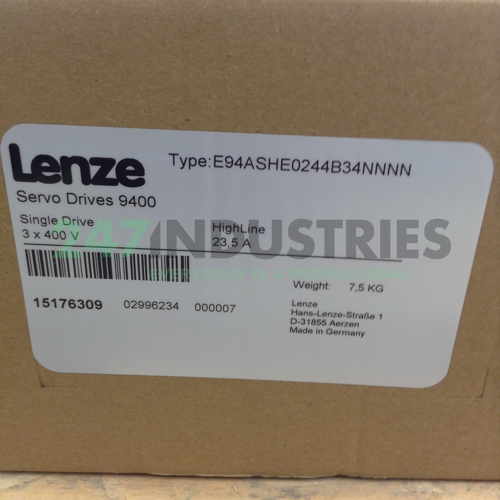 Lenze
Type:E94ASHE0244B34NNNN
Servo Drives 9400
Single Drive
HighLine
3 x 400 V
23,5 A
247INDUSTRIES
Weight: 7,5 KG
15176309 02996234 000007
Lenze
Hans-Lenze-Straße 1
D-31855 Aerzen
Made in Germany